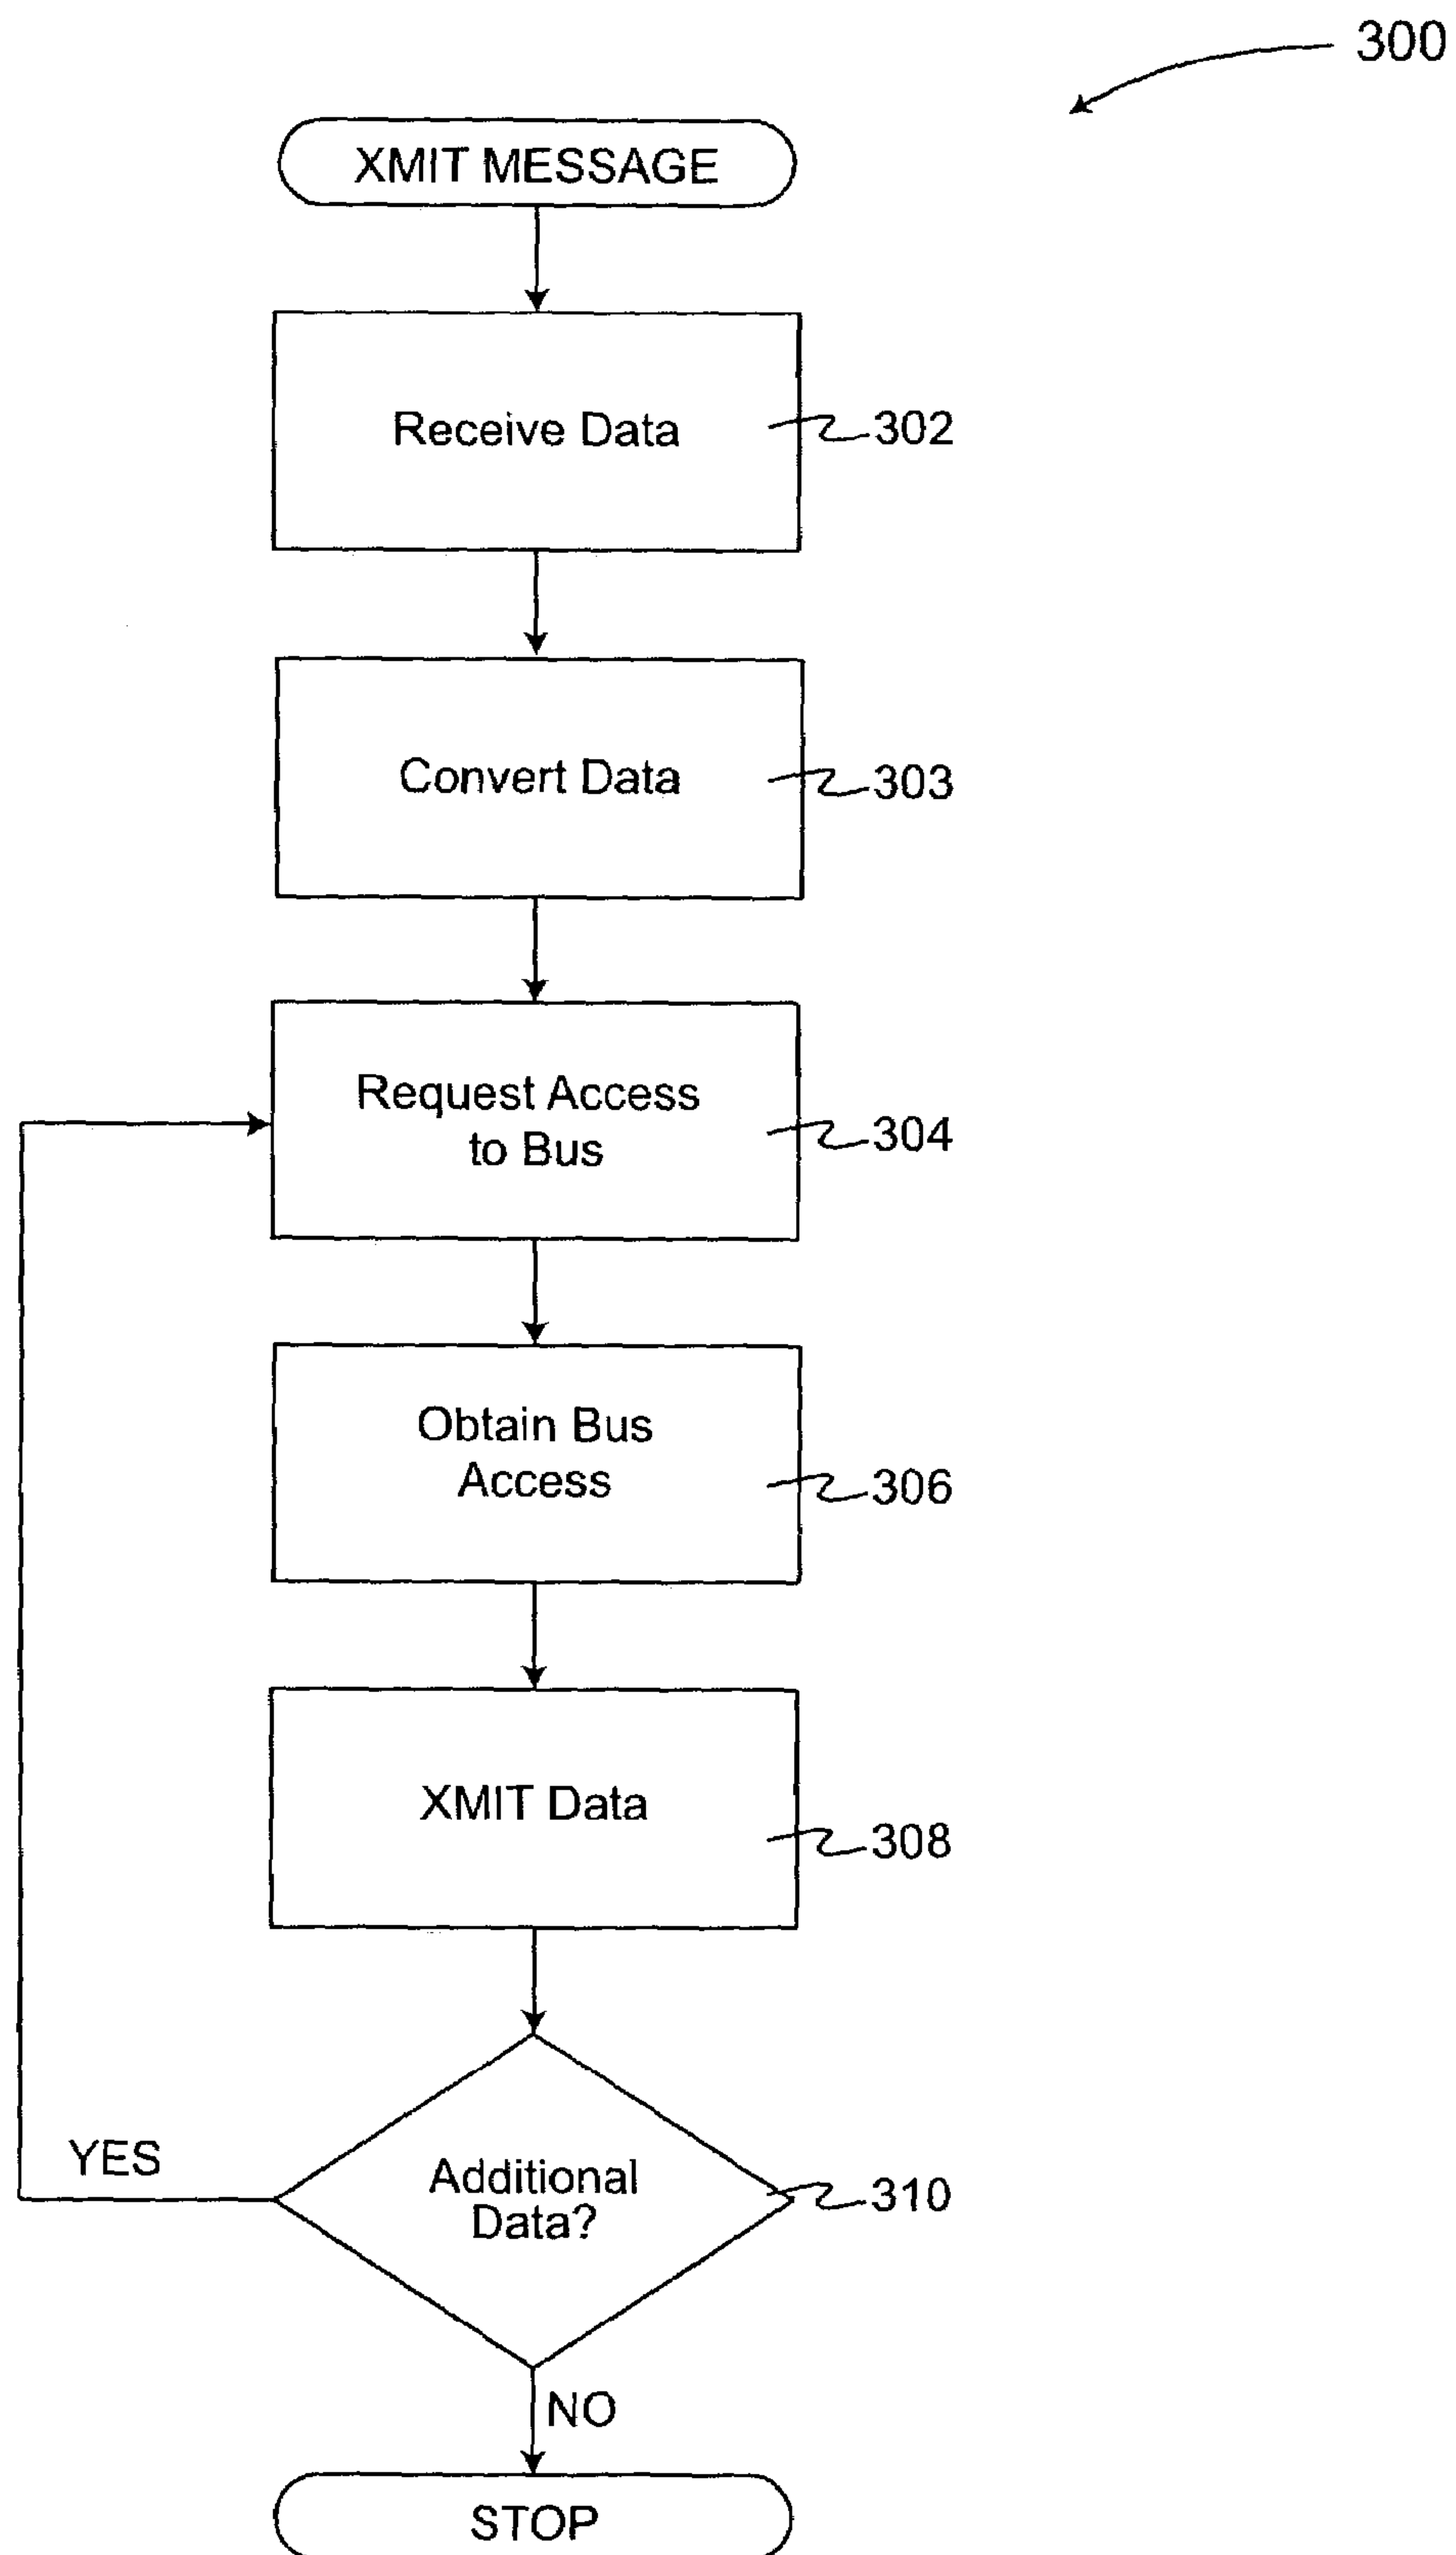 300
XMIT MESSAGE
Receive Data
302
Convert Data
303
Request Access
to Bus
304
Obtain Bus
Access
306
XMIT Data
308
YES
Additional
Data?
310
NO
STOP